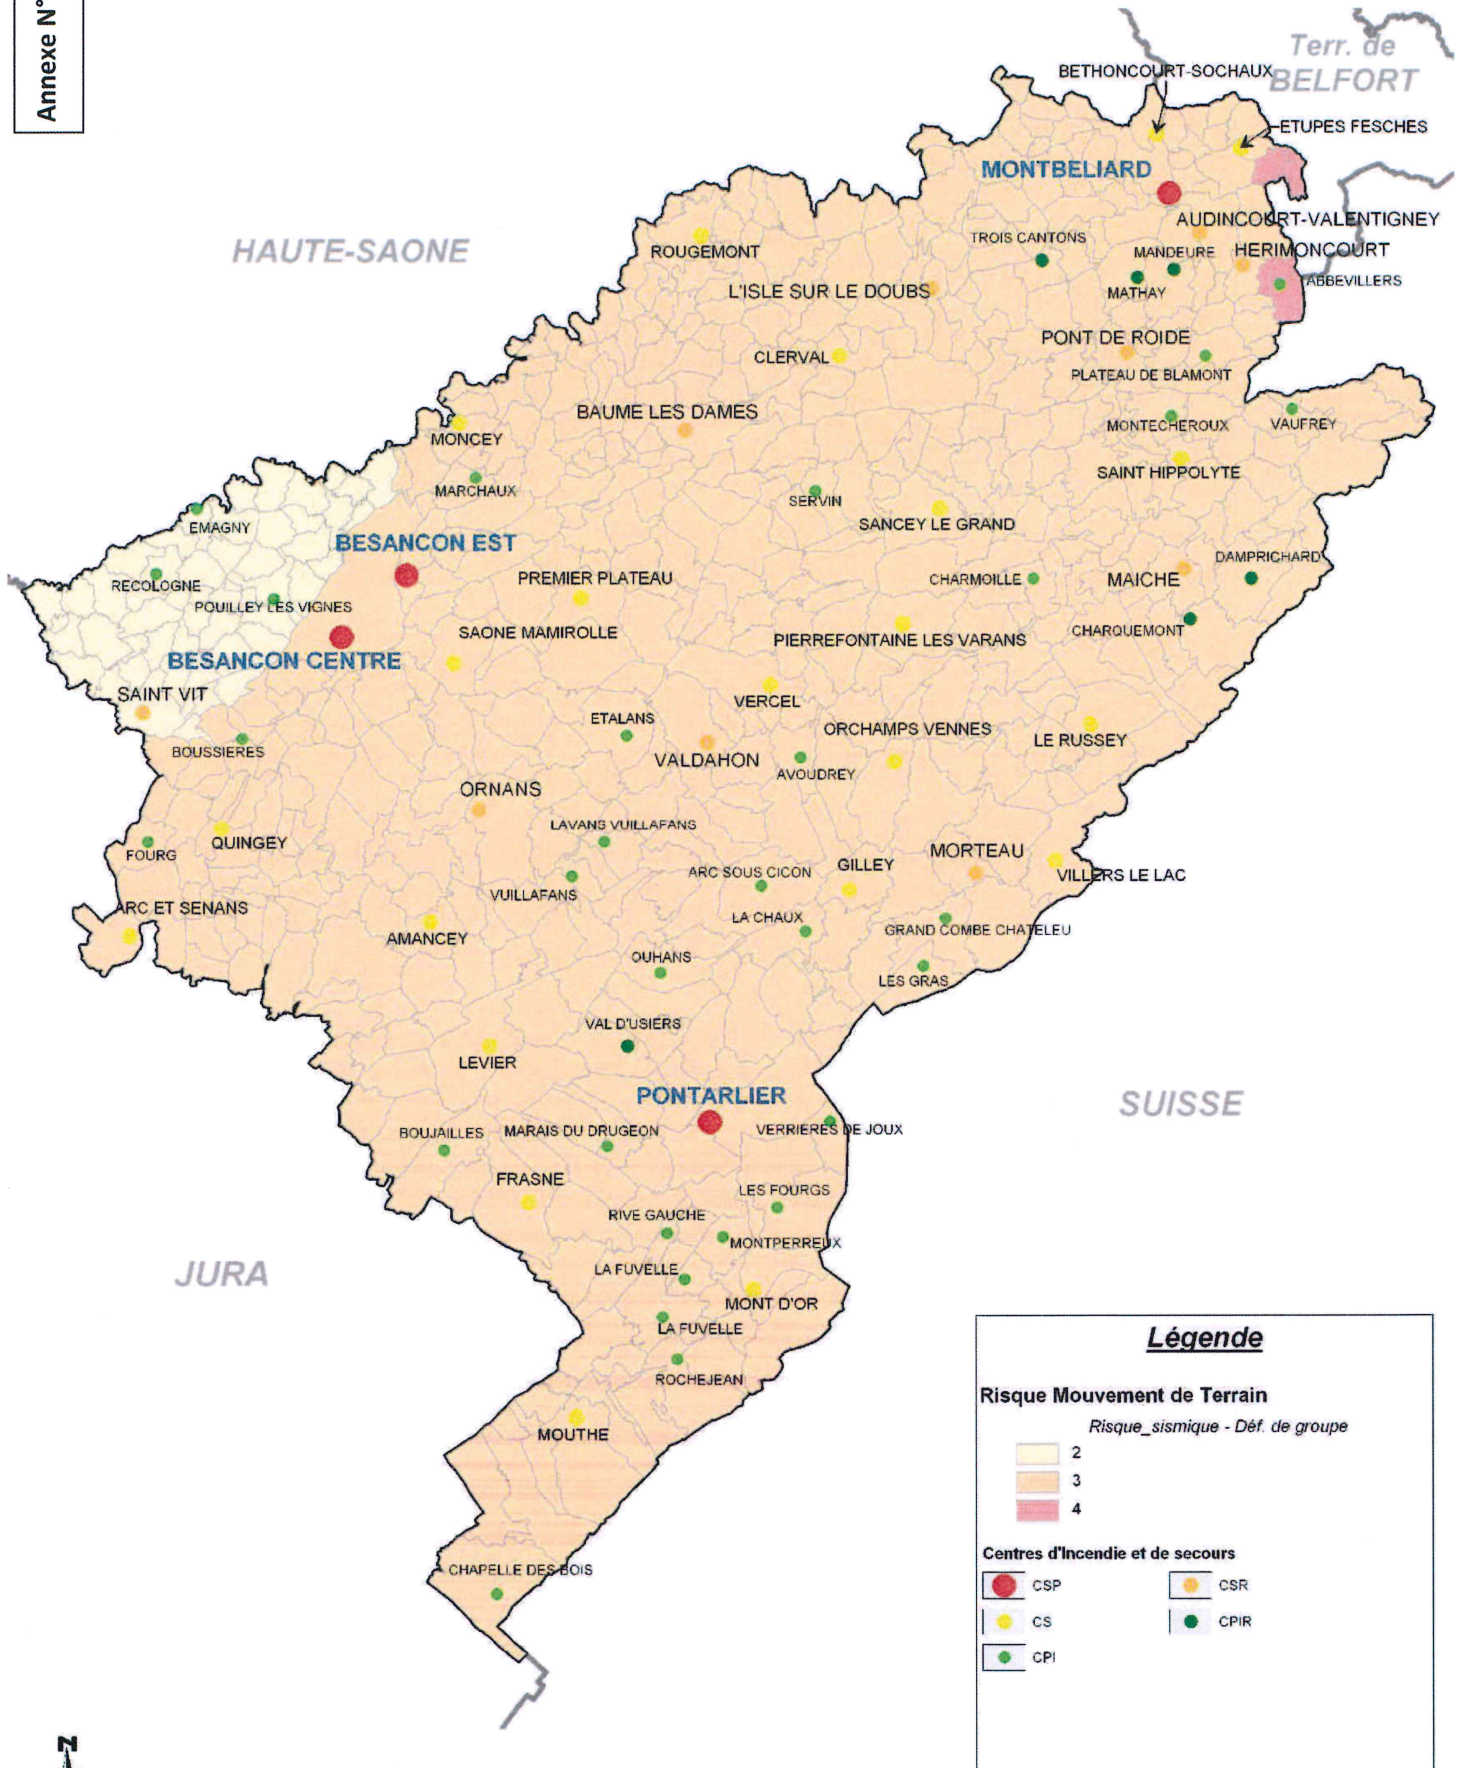 Annexe N°
Terr. de
BELFORT
BETHONCOURT-SOCHAUX
ETUPES FESCHES
MONTBELIARD
AUDINCOURT-VALENTIGNEY
HAUTE-SAONE
ROUGEMONT
TROIS CANTONS
MANDEURE
HERIMONCOURT
L'ISLE SUR LE DOUBS
MATHAY
ABBEVILLERS
PONT DE ROIDE
CLERVAL
PLATEAU DE BLAMONT
BAUME LES DAMES
MONTECHEROUX
VAUFREY
MONCEY
SAINT HIPPOLYTE
MARCHAUX
SERVIN
SANCEY LE GRAND
EMAGNY
BESANCON EST
DAMPRICHARD
RECOLOGNE
PREMIER PLATEAU
CHARMOILLE
MAICHE
POUILLEY LES VIGNES
SAONE MAMIROLLE
PIERREFONTAINE LES VARANS
CHARQUEMONT
BESANCON CENTRE
SAINT VIT
VERCEL
ETALANS
ORCHAMPS VENNES
LE RUSSEY
BOUSSIERES
VALDAHON
AVOUDREY
ORNANS
LAVANS VUILLAFANS
QUINGEY
FOURG
MORTEAU
GILLEY
ARC SOUS CICON
VILLERS LE LAC
VUILLAFANS
ARC ET SENANS
LA CHAUX
GRAND COMBE CHATELEU
AMANCEY
OUHANS
LES GRAS
VAL D'USIERS
LEVIER
PONTARLIER
SUISSE
BOUJAILLES
MARAIS DU DRUGEON
VERRIERES DE JOUX
FRASNE
LES FOURGS
RIVE GAUCHE
MONTPERREUX
LA FUVELLE
JURA
MONT D'OR
LA FUVELLE
ROCHEJEAN
MOUTHE
CHAPELLE DES BOIS
Légende
Risque Mouvement de Terrain
Risque_sismique - Déf. de groupe
2
3
4
Centres d'Incendie et de secours
CSP
CSR
CS
CPIR
CPI
N